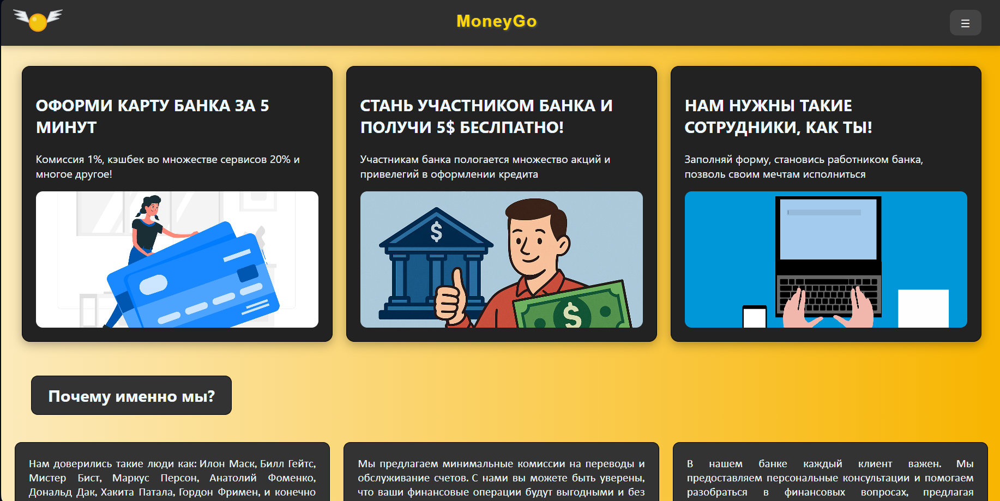 MoneyGo
☰
ОФОРМИ КАРТУ БАНКА ЗА 5
МИНУТ
Комиссия 1%, кэшбек во множестве сервисов 20% и
многое другое!
СТАНЬ УЧАСТНИКОМ БАНКА И
ПОЛУЧИ 5$ БЕСЛПАТНО!
Участникам банка пологается множество акций и
привелегий в оформлении кредита
$
$
НАМ НУЖНЫ ТАКИЕ
СОТРУДНИКИ, КАК ТЫ!
Заполняй форму, становись работником банка,
позволь своим мечтам исполниться
Почему именно мы?
Нам доверились такие люди как: Илон Маск, Билл Гейтс,
Мистер Бист, Маркус Персон, Анатолий Фоменко,
Дональд Дак, Хакита Патала, Гордон Фримен, и конечно
Мы предлагаем минимальные комиссии на переводы и
обслуживание счетов. С нами вы можете быть уверены,
что ваши финансовые операции будут выгодными и без
В нашем банке каждый клиент важен. Мы
предоставляем персональные консультации и помогаем
разобраться в финансовых вопросах, предлагая